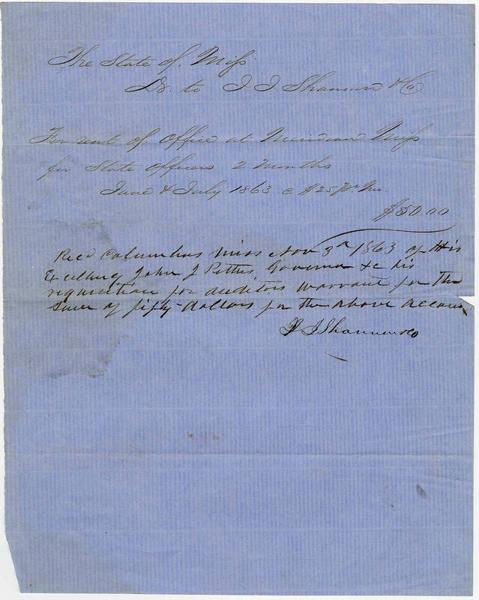 The State of Miss
Dr. to J J Shannon & Co
For rent of Office at Meridian Miss
for State Officers 2 Months
June & July 1863 @ $25 pr. Mo.
$50.00
Recd Columbus Miss Nov 3rd 1863 of His
Excellency John J Pettus, Governor &c his
requisition for auditors warrant for the
Sum of fifty dollars for the above account
J J Shannon & Co